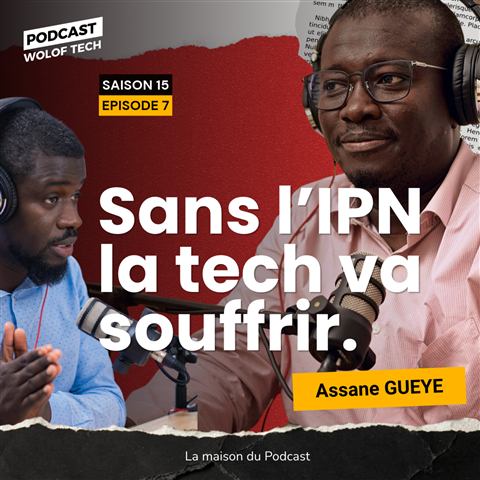 PODCAST
WOLOF TECH
SAISON 15
EPISODE 7
Sans l’IPN
la tech va
souffrir.
Assane GUEYE
La maison du Podcast